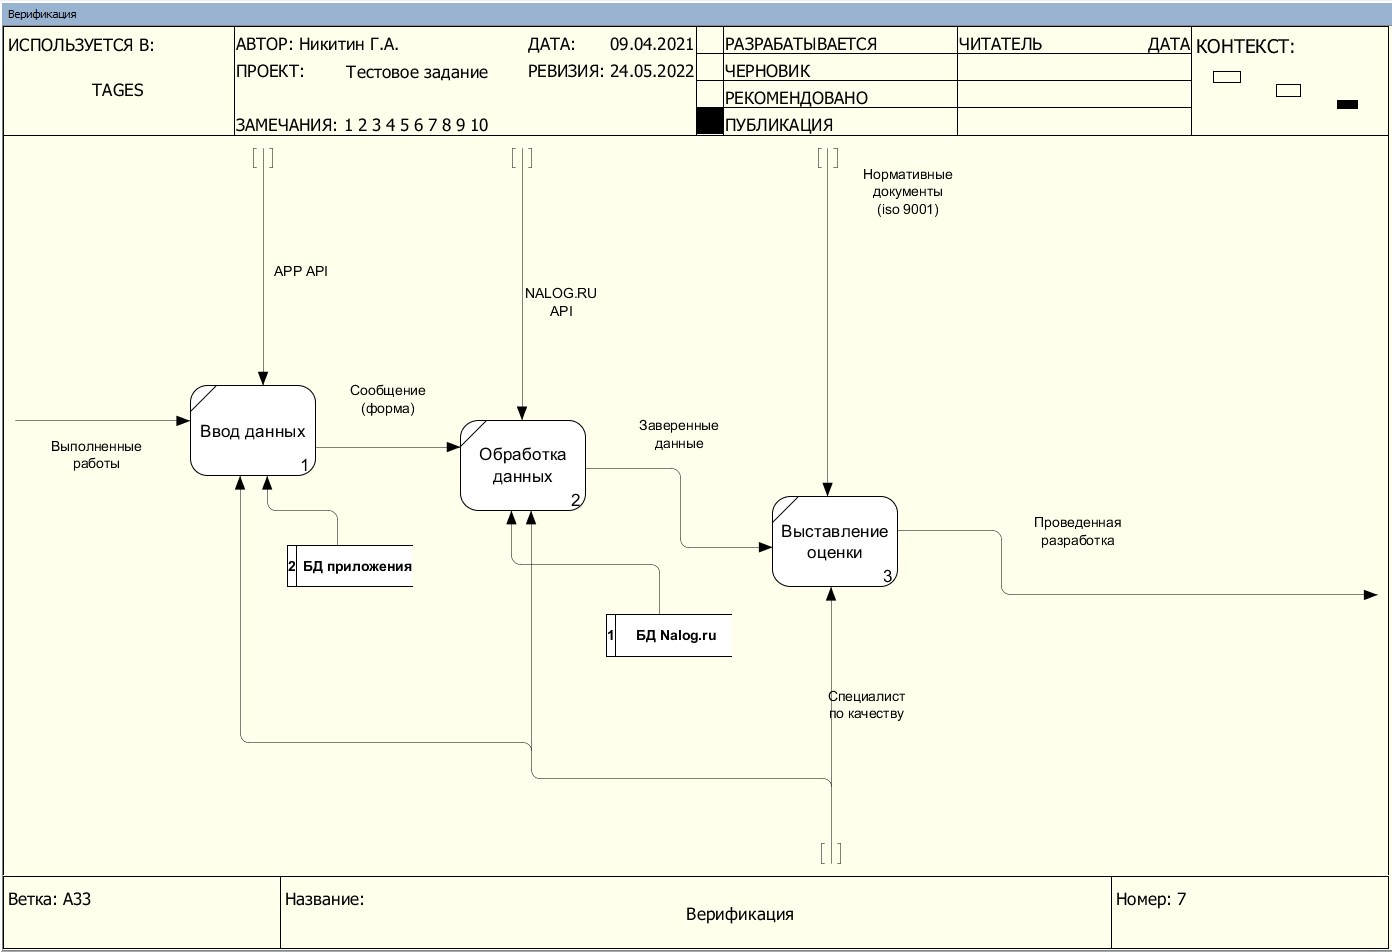 Верификация
ИСПОЛЬЗУЕТСЯ В:
TAGES
АВТОР: Никитин Г.А.
ДАТА: 09.04.2021
ПРОЕКТ: Тестовое задание
РЕВИЗИЯ: 24.05.2022
ЗАМЕЧАНИЯ: 1 2 3 4 5 6 7 8 9 10
РАЗРАБАТЫВАЕТСЯ
ЧЕРНОВИК
РЕКОМЕНДОВАНО
ПУБЛИКАЦИЯ
ЧИТАТЕЛЬ
ДАТА
КОНТЕКСТ:
Нормативные
документы
(iso 9001)
APP API
NALOG.RU
API
Выполненные
работы
Ввод данных
1
Сообщение
(форма)
Обработка
данных
2
Заверенные
данные
Выставление
оценки
3
Проведенная
разработка
2 БД приложения
1 БД Nalog.ru
Специалист
по качеству
Ветка: A33
Название:
Верификация
Номер: 7